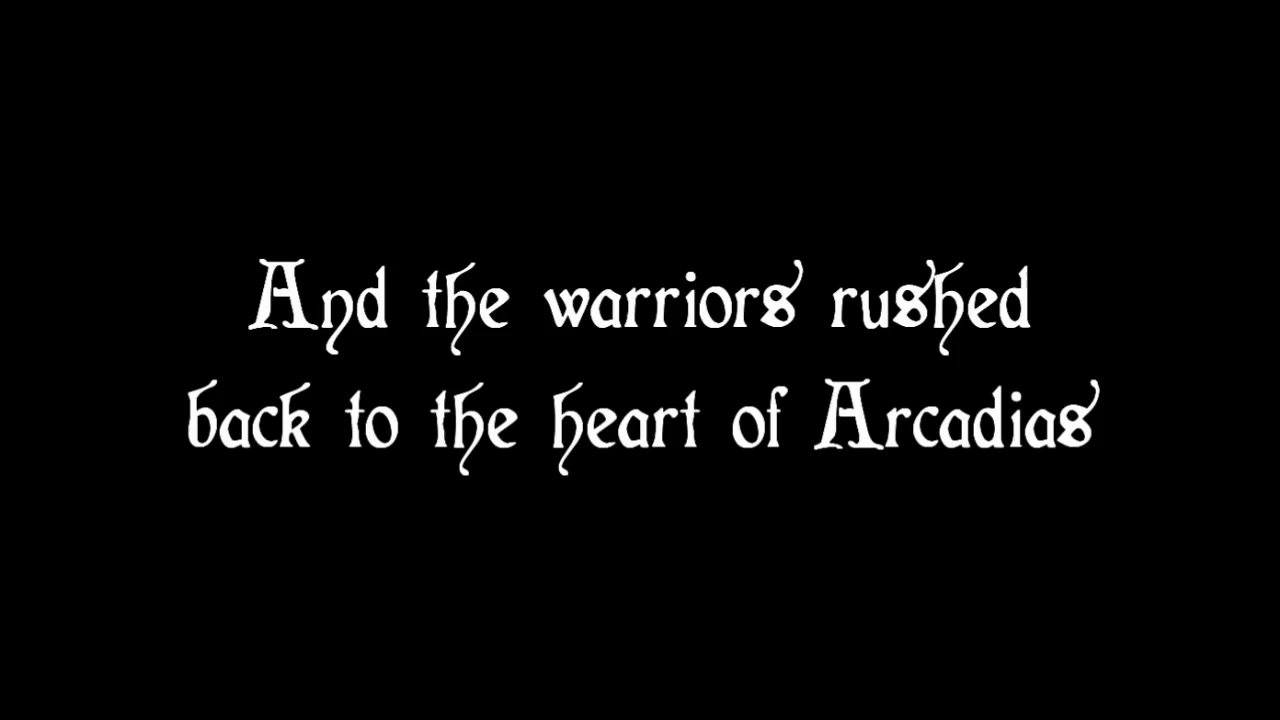 And the warriors rushed
back to the heart of Arcadias